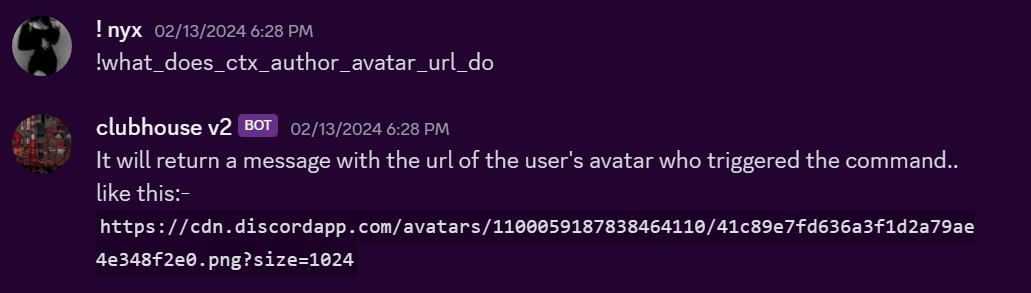 ! nyx 02/13/2024 6:28 PM
!what_does_ctx_author_avatar_url_do
clubhouse v2 BOT 02/13/2024 6:28 PM
It will return a message with the url of the user's avatar who triggered the command..
like this:-
https://cdn.discordapp.com/avatars/1100059187838464110/41c89e7fd636a3f1d2a79ae
4e348f2e0.png?size=1024